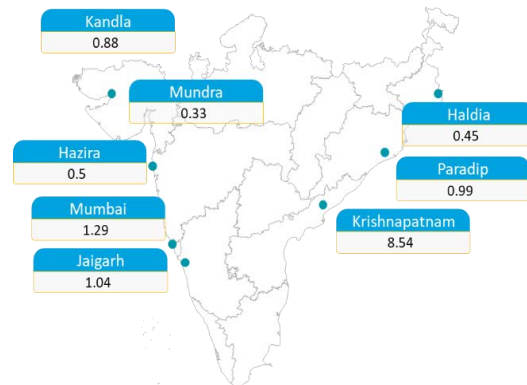 Kandla
0.88
Mundra
0.33
Haldia
0.45
Hazira
0.5
Paradip
0.99
Mumbai
1.29
Krishnapatnam
8.54
Jaigarh
1.04